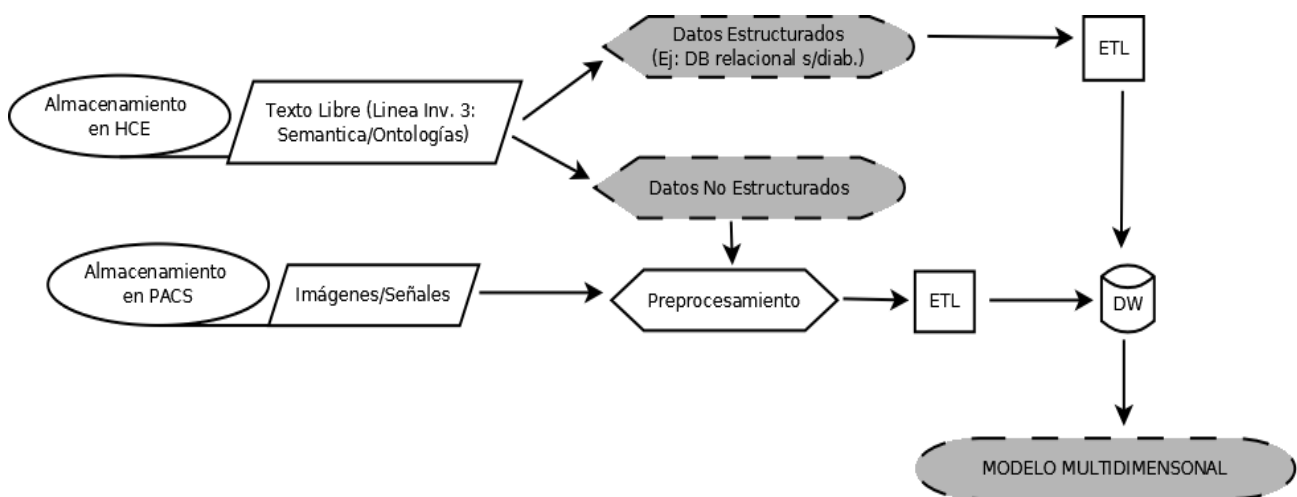 Datos Estructurados
(Ej: DB relacional s/diab.)
ETL
Almacenamiento
en HCE
Texto Libre (Linea Inv. 3:
Semantica/Ontologías)
Datos No Estructurados
Almacenamiento
en PACS
Imágenes/Señales
Preprocesamiento
ETL
DW
MODELO MULTIDIMENSONAL